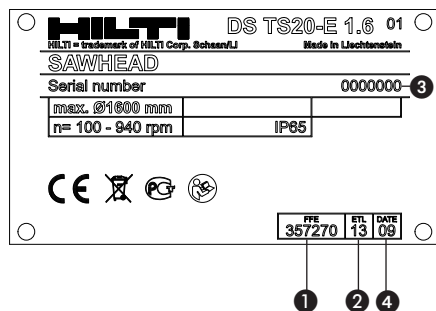 HILTI DS TS20-E 1.6 01
HILTI = trademark of HILTI Corp. Schaan/LI Made in Liechtenstein
SAWHEAD
Serial number 0000000 3
max. Ø1600 mm
n= 100 - 940 rpm IP65
CE
FFE ETL DATE
357270 13 09
1 2 4